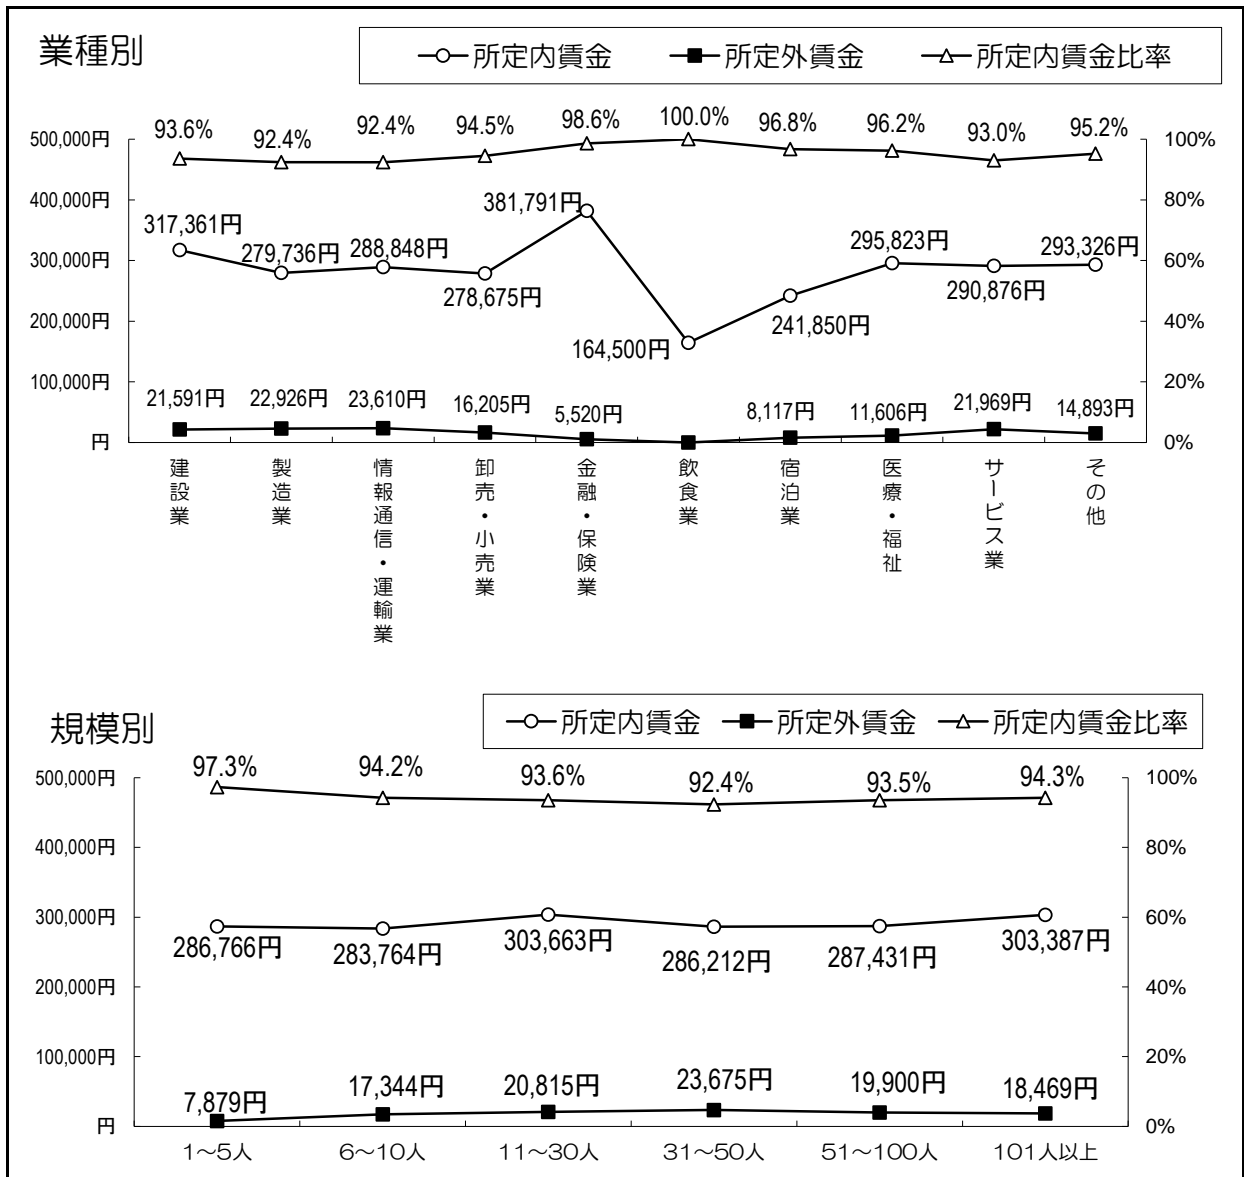 業種別
所定内賃金 所定外賃金 所定内賃金比率
93.6% 92.4% 92.4% 94.5% 98.6% 100.0% 96.8% 96.2% 93.0% 95.2%
500,000円 100%
400,000円 80%
300,000円 60%
200,000円 40%
100,000円 20%
円 0%
317,361円 279,736円 288,848円 278,675円 381,791円 164,500円 241,850円 295,823円 290,876円 293,326円
21,591円 22,926円 23,610円 16,205円 5,520円 8,117円 11,606円 21,969円 14,893円
建設業
製造業
情報通信・運輸業
卸売・小売業
金融・保険業
飲食業
宿泊業
医療・福祉
サービス業
その他
規模別
所定内賃金 所定外賃金 所定内賃金比率
97.3% 94.2% 93.6% 92.4% 93.5% 94.3%
500,000円 100%
400,000円 80%
300,000円 60%
200,000円 40%
100,000円 20%
円 0%
286,766円 283,764円 303,663円 286,212円 287,431円 303,387円
7,879円 17,344円 20,815円 23,675円 19,900円 18,469円
1～5人 6～10人 11～30人 31～50人 51～100人 101人以上